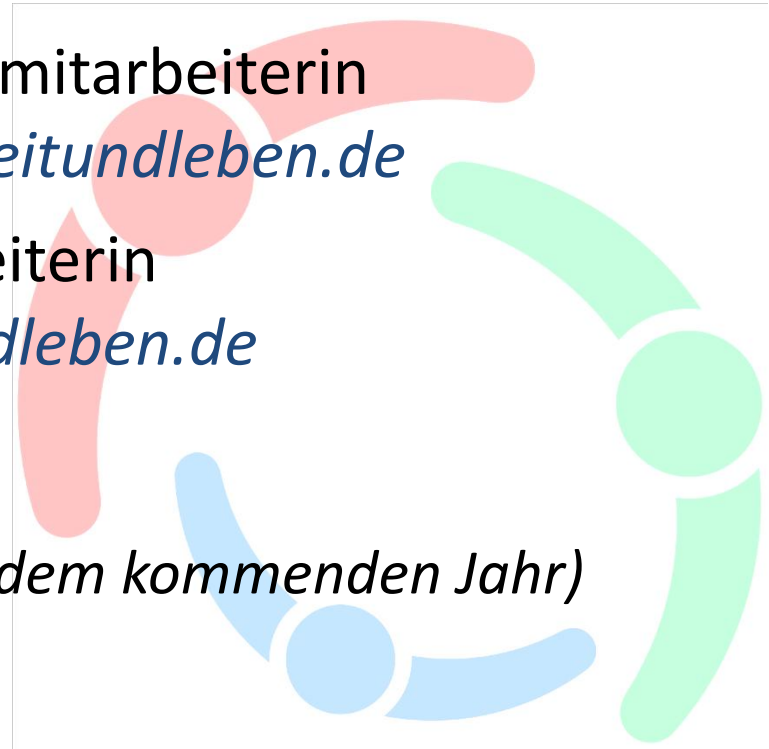 mitarbeiterin
eitundleben.de
eiterin
dleben.de
dem kommenden Jahr)